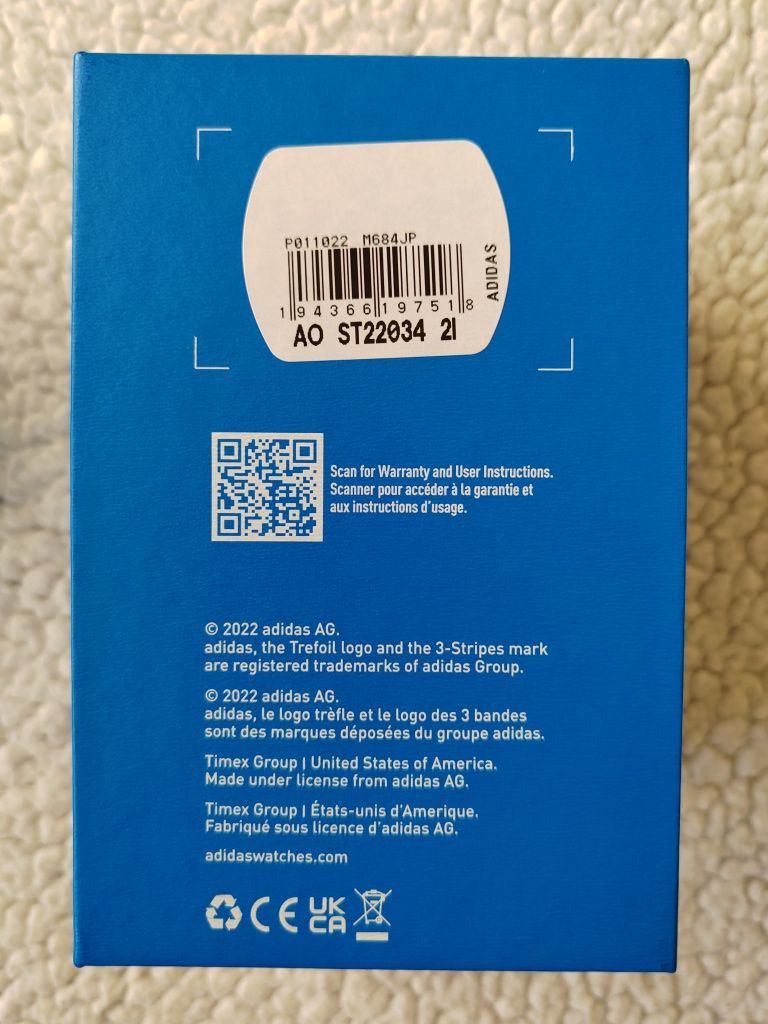 P011022 M684JP
ADIDAS
1 94366 19751 8
AO ST22034 2I
Scan for Warranty and User Instructions.
Scanner pour accéder à la garantie et
aux instructions d'usage.
© 2022 adidas AG.
adidas, the Trefoil logo and the 3-Stripes mark
are registered trademarks of adidas Group.
© 2022 adidas AG.
adidas, le logo trèfle et le logo des 3 bandes
sont des marques déposées du groupe adidas.
Timex Group | United States of America.
Made under license from adidas AG.
Timex Group | États-unis d'Amerique.
Fabriqué sous licence d'adidas AG.
adidaswatches.com
CE UK
CA